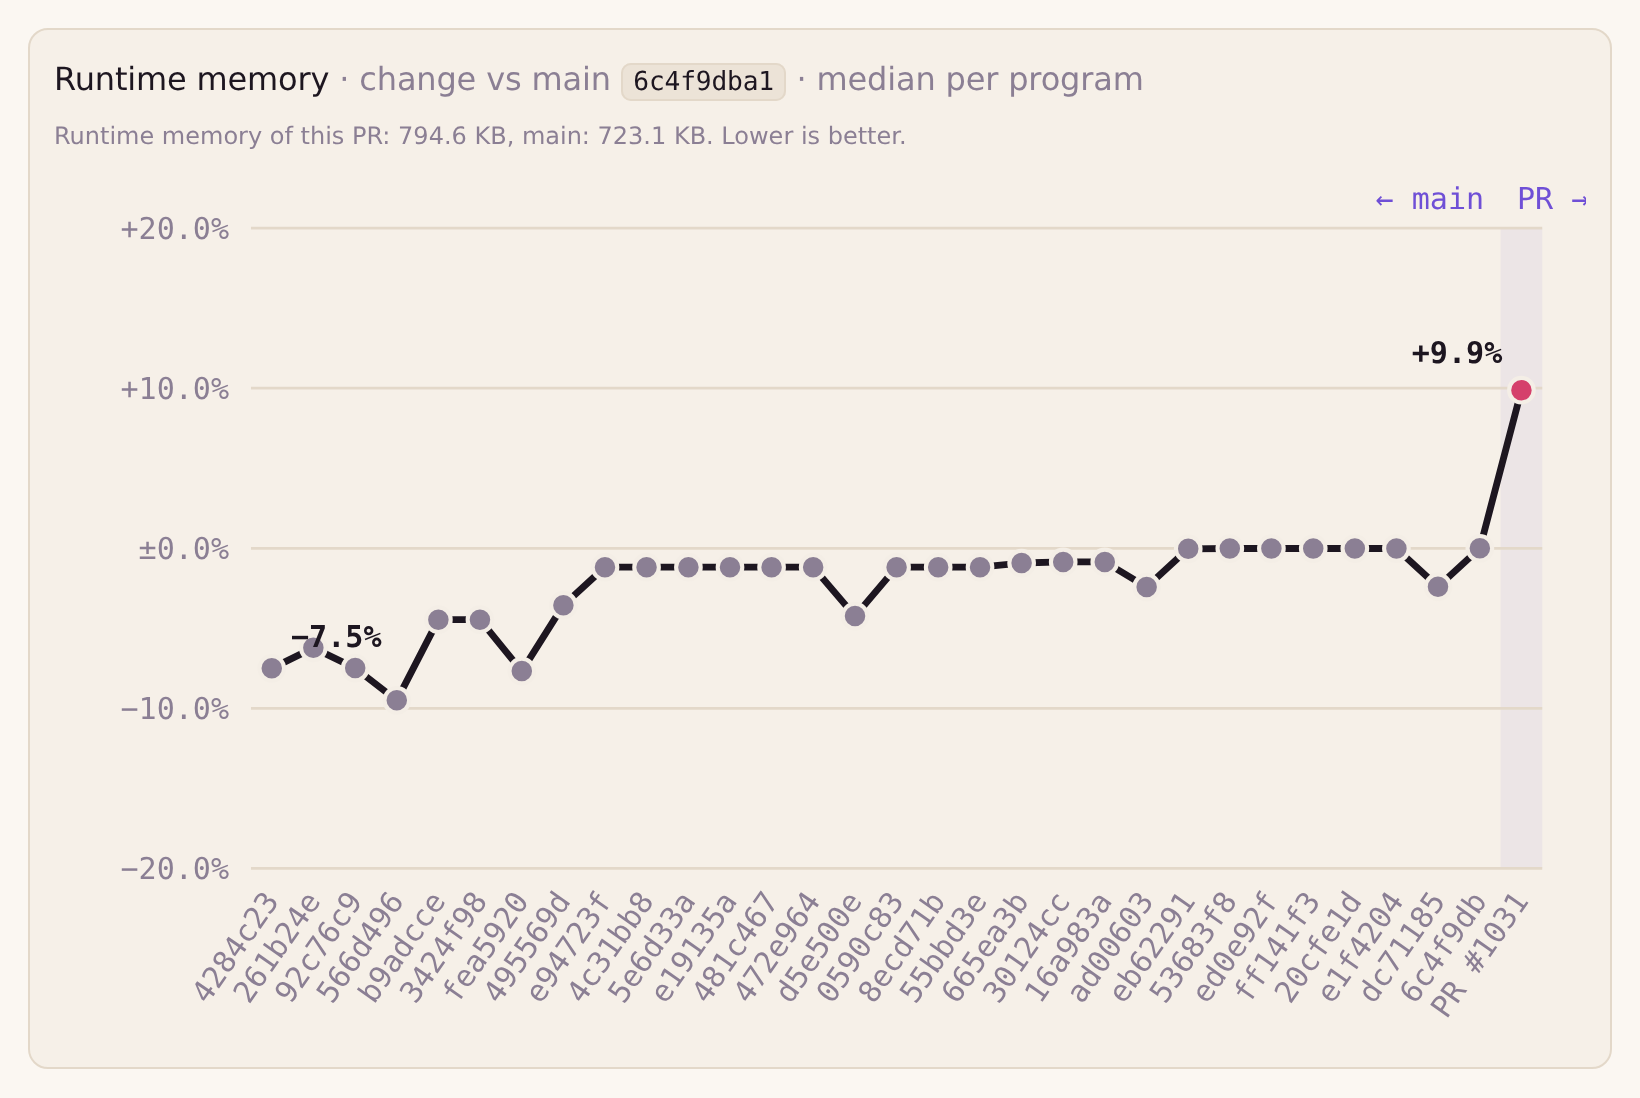 Runtime memory · change vs main 6c4f9dba1 · median per program
Runtime memory of this PR: 794.6 KB, main: 723.1 KB. Lower is better.
← main PR →
+20.0%
+10.0%
±0.0%
−10.0%
−20.0%
+9.9%
−7.5%
4284c23
261b24e
92c76c9
566d496
b9adcce
3424f98
fea5920
495569d
e94723f
4c31bb8
5e6d33a
e19135a
481c467
472e964
d5e500e
0590c83
8ecd71b
55bbd3e
665ea3b
30124cc
16a983a
ad00603
eb62291
53683f8
ed0e92f
ff141f3
20cfe1d
e1f4204
dc71185
6c4f9db
PR #1031